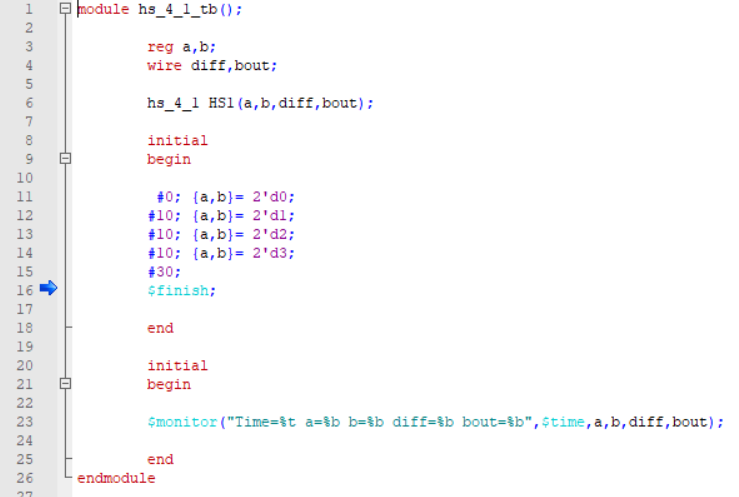 1 module hs_4_1_tb();
2
3 reg a,b;
4 wire diff,bout;
5
6 hs_4_1 HS1(a,b,diff,bout);
7
8 initial
9 begin
10
11 #0; {a,b}= 2'd0;
12 #10; {a,b}= 2'd1;
13 #10; {a,b}= 2'd2;
14 #10; {a,b}= 2'd3;
15 #30;
16 $finish;
17
18 end
19
20 initial
21 begin
22
23 $monitor("Time=%t a=%b b=%b diff=%b bout=%b",$time,a,b,diff,bout);
24
25 end
26 endmodule
27